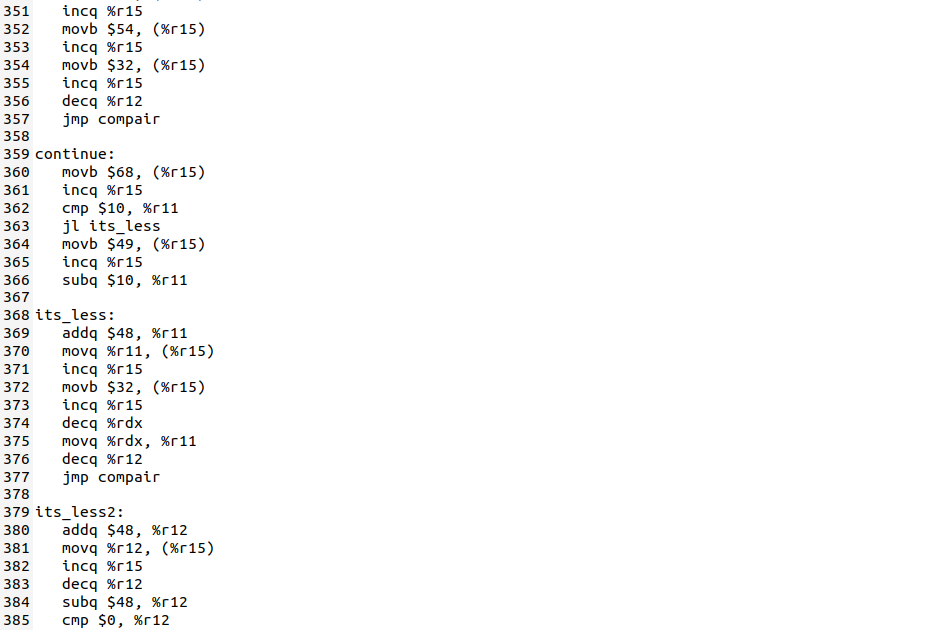 351 incq %r15
352 movb $54, (%r15)
353 incq %r15
354 movb $32, (%r15)
355 incq %r15
356 decq %r12
357 jmp compair
358
359 continue:
360 movb $68, (%r15)
361 incq %r15
362 cmp $10, %r11
363 jl its_less
364 movb $49, (%r15)
365 incq %r15
366 subq $10, %r11
367
368 its_less:
369 addq $48, %r11
370 movq %r11, (%r15)
371 incq %r15
372 movb $32, (%r15)
373 incq %r15
374 decq %rdx
375 movq %rdx, %r11
376 decq %r12
377 jmp compair
378
379 its_less2:
380 addq $48, %r12
381 movq %r12, (%r15)
382 incq %r15
383 decq %r12
384 subq $48, %r12
385 cmp $0, %r12